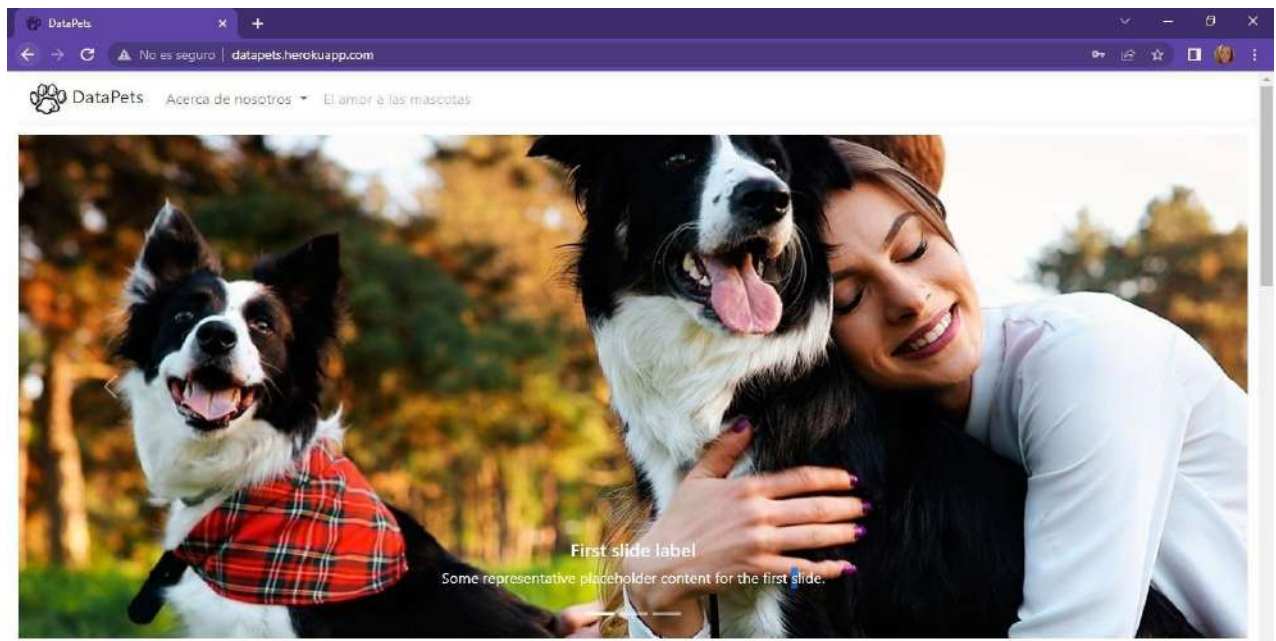 DataPets
No es seguro | datapets.herokuapp.com
DataPets Acerca de nosotros El amor a las mascotas
First slide label
Some representative placeholder content for the first slide.